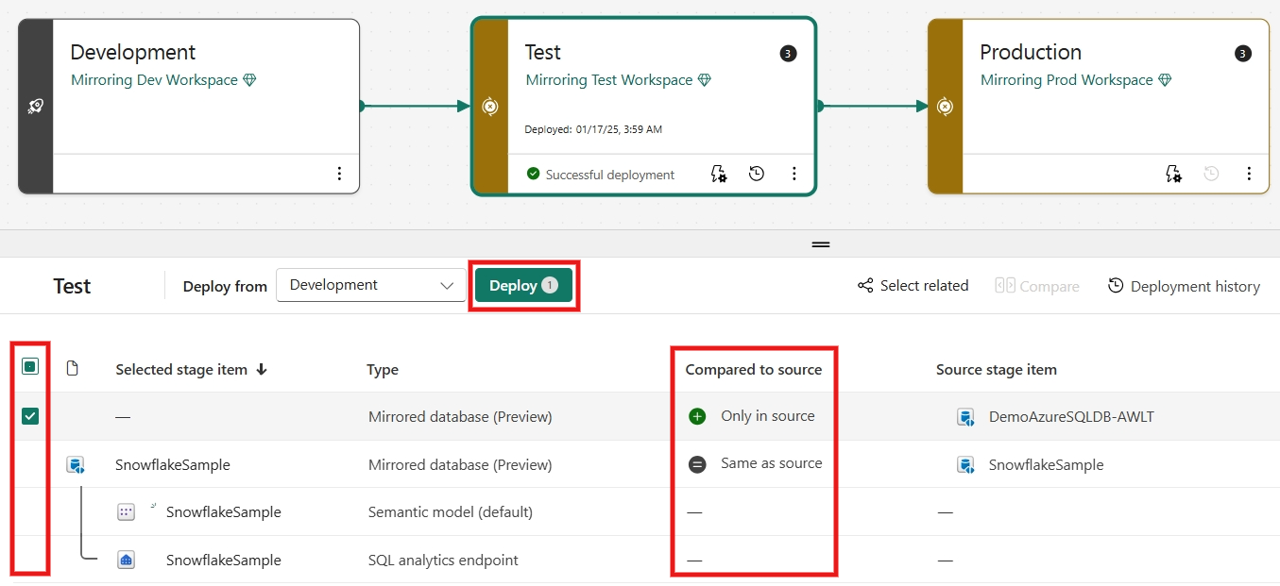 Development
Mirroring Dev Workspace
Test
3
Mirroring Test Workspace
Deployed: 01/17/25, 3:59 AM
Successful deployment
Production
3
Mirroring Prod Workspace
Test
Deploy from
Development
Deploy 1
Select related
Compare
Deployment history
Selected stage item Type Compared to source Source stage item
— Mirrored database (Preview) Only in source DemoAzureSQLDB-AWLT
SnowflakeSample Mirrored database (Preview) Same as source SnowflakeSample
SnowflakeSample Semantic model (default) — —
SnowflakeSample SQL analytics endpoint — —